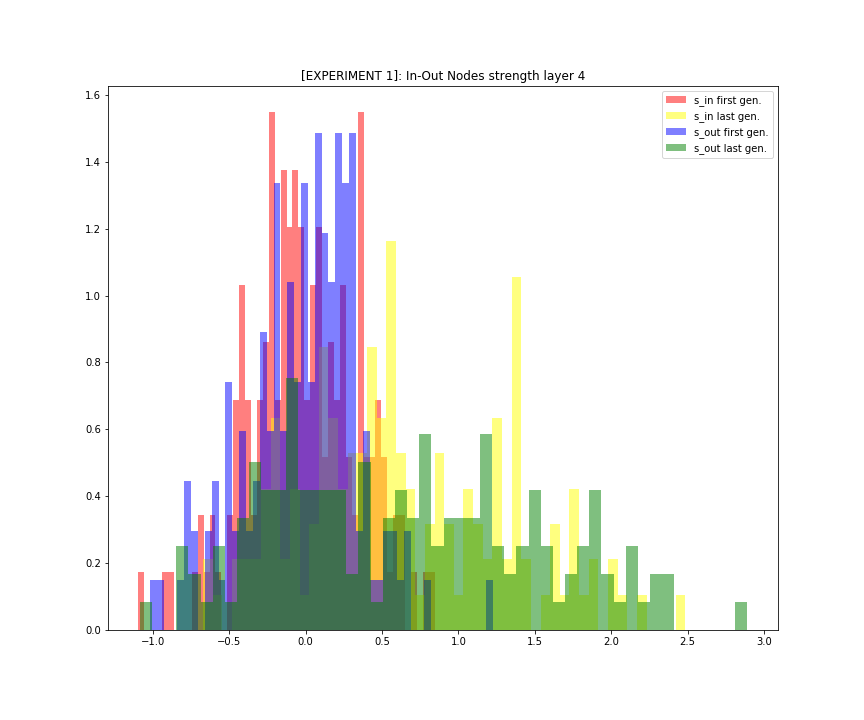 [EXPERIMENT 1]: In-Out Nodes strength layer 4
s_in first gen.
s_in last gen.
s_out first gen.
s_out last gen.
1.6
1.4
1.2
1.0
0.8
0.6
0.4
0.2
0.0
−1.0 −0.5 0.0 0.5 1.0 1.5 2.0 2.5 3.0